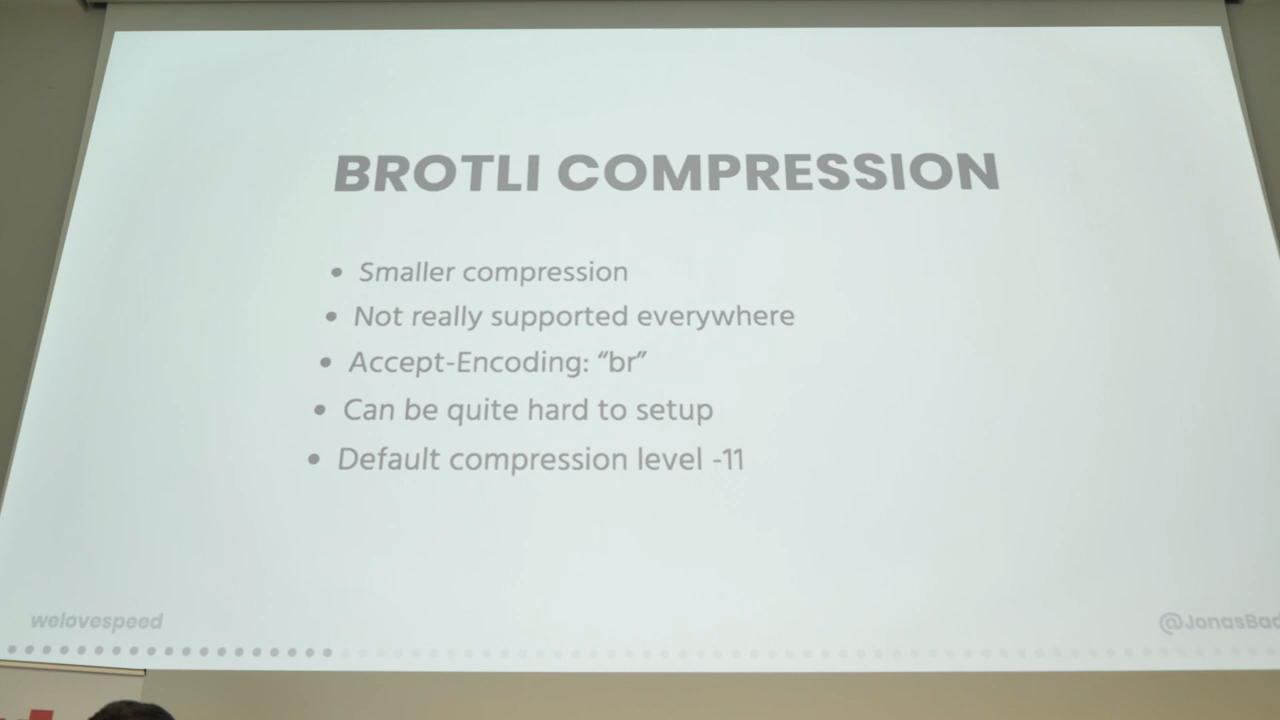 BROTLI COMPRESSION
• Smaller compression
• Not really supported everywhere
• Accept-Encoding: “br”
• Can be quite hard to setup
• Default compression level -11
welovespeed
@JonasBad